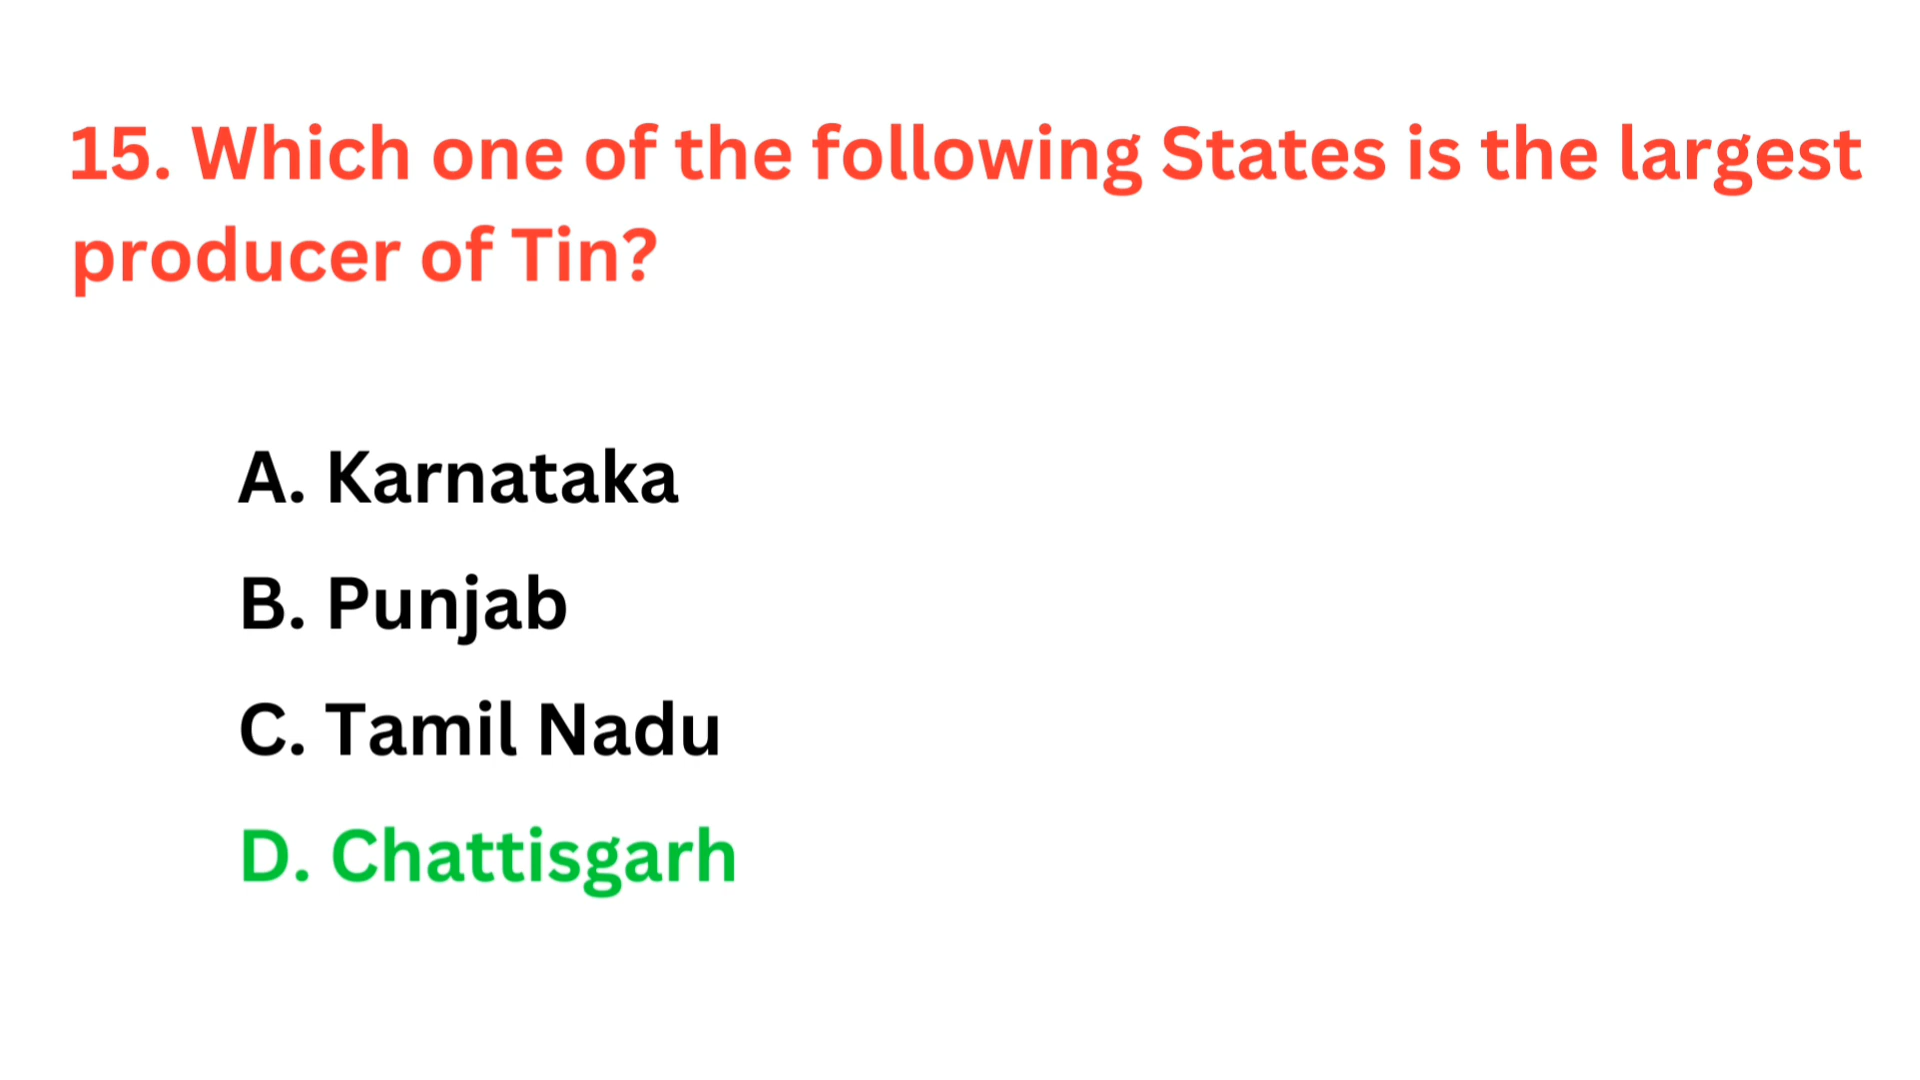 15. Which one of the following States is the largest
producer of Tin?
A. Karnataka
B. Punjab
C. Tamil Nadu
D. Chattisgarh